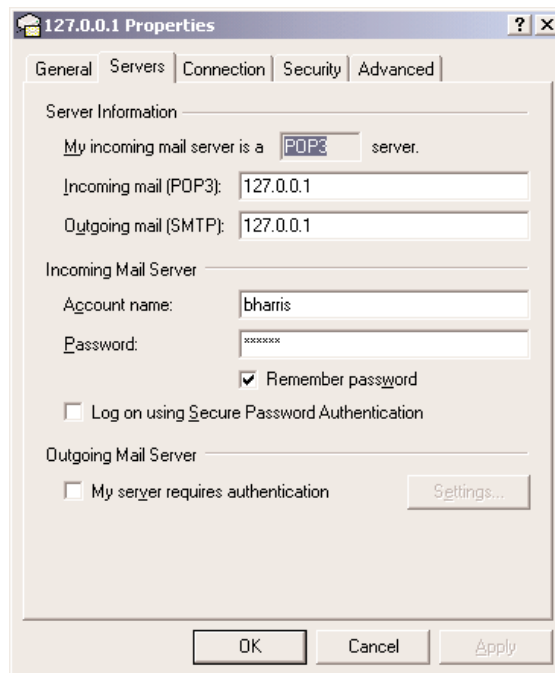 127.0.0.1 Properties
General Servers Connection Security Advanced
Server Information
My incoming mail server is a POP3 server.
Incoming mail (POP3): 127.0.0.1
Outgoing mail (SMTP): 127.0.0.1
Incoming Mail Server
Account name: bharris
Password: ××××××
Remember password
Log on using Secure Password Authentication
Outgoing Mail Server
My server requires authentication Settings...
OK Cancel Apply